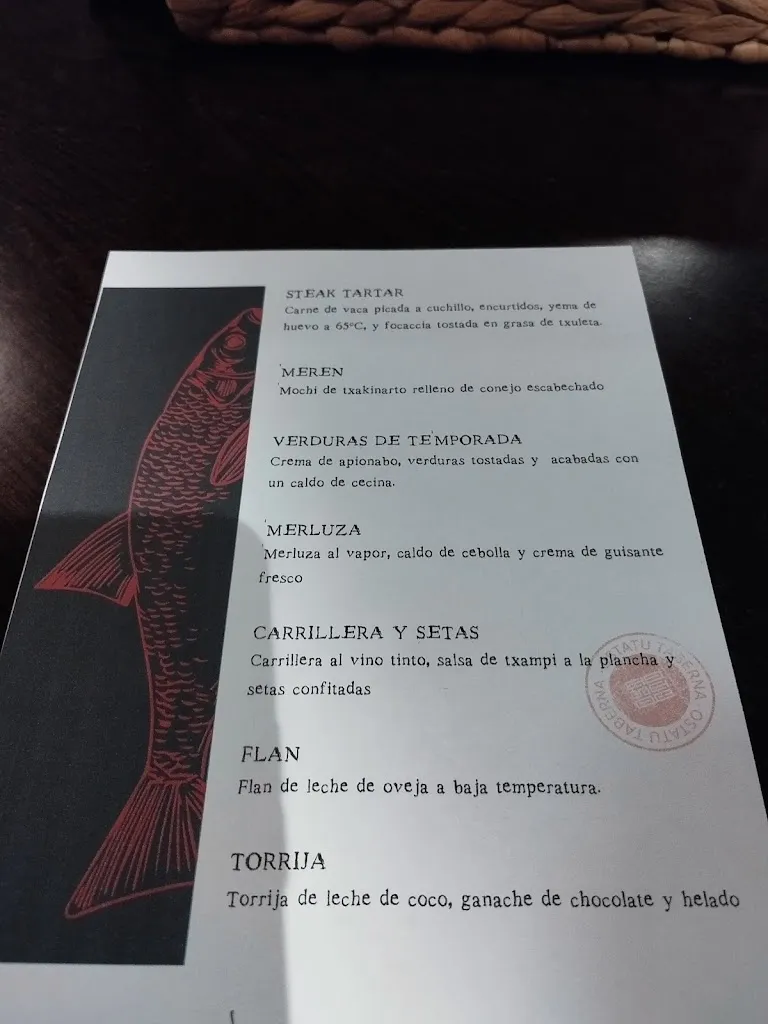 STEAK TARTAR
Carne de vaca picada a cuchillo, encurtidos, yema de
huevo a 65ºC, y focaccia tostada en grasa de txuleta.
MEREN
Mochi de txakinarto relleno de conejo escabechado
VERDURAS DE TEMPORADA
Crema de apionabo, verduras tostadas y acabadas con
un caldo de cecina.
MERLUZA
Merluza al vapor, caldo de cebolla y crema de guisante
fresco
CARRILLERA Y SETAS
Carrillera al vino tinto, salsa de txampi a la plancha y
setas confitadas
OSTATU TABERNA OSTATU TABERNA
FLAN
Flan de leche de oveja a baja temperatura.
TORRIJA
Torrija de leche de coco, ganache de chocolate y helado